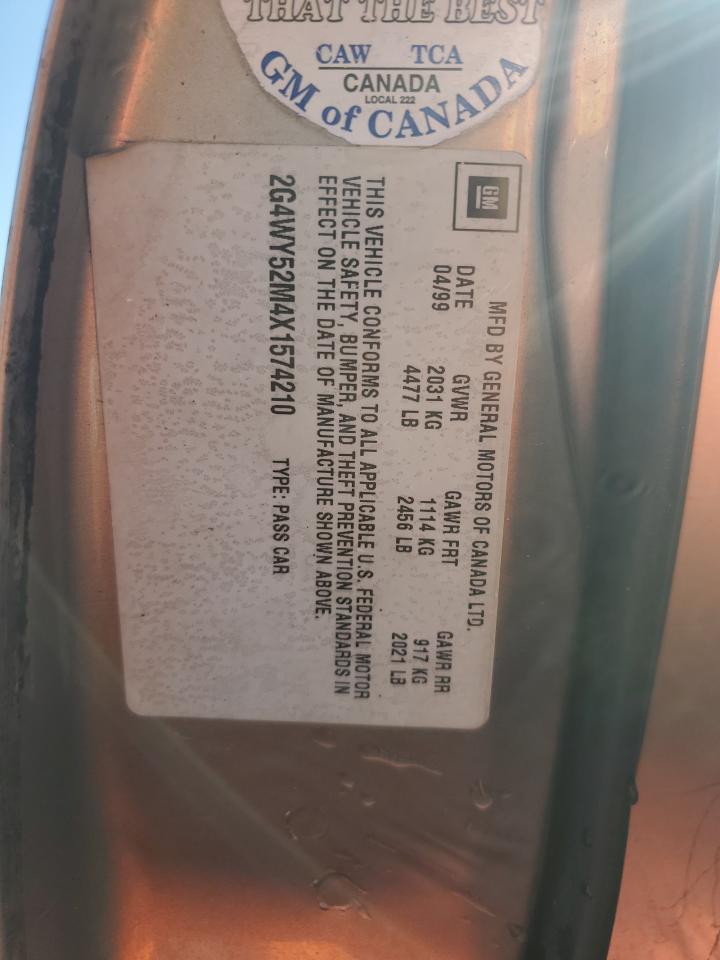 THAT THE BEST
CAW TCA
CANADA
LOCAL 222
GM of CANADA
GM
MFD BY GENERAL MOTORS OF CANADA LTD.
DATE GVWR GAWR FRT GAWR RR
04/99 2031 KG 1114 KG 917 KG
4477 LB 2456 LB 2021 LB
THIS VEHICLE CONFORMS TO ALL APPLICABLE U.S. FEDERAL MOTOR
VEHICLE SAFETY, BUMPER, AND THEFT PREVENTION STANDARDS IN
EFFECT ON THE DATE OF MANUFACTURE SHOWN ABOVE.
2G4WY52M4X1574210 TYPE: PASS CAR